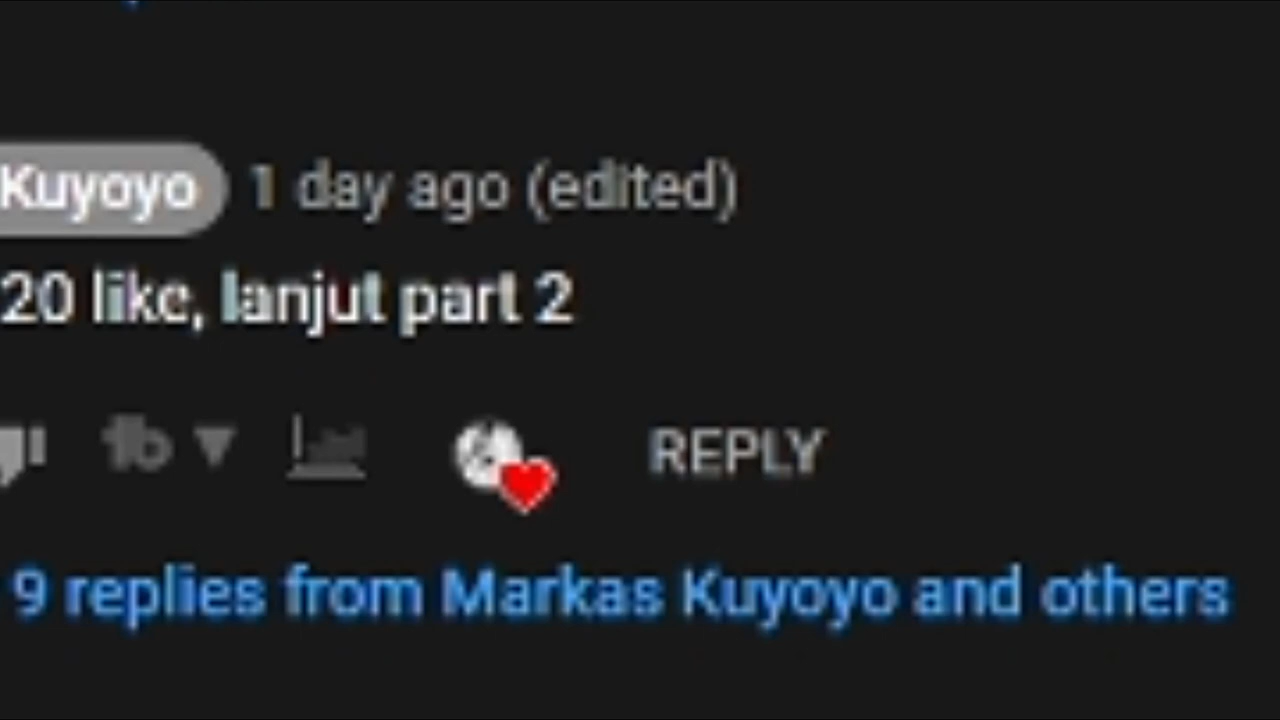 Kuyoyo 1 day ago (edited)
20 like, lanjut part 2
REPLY
9 replies from Markas Kuyoyo and others